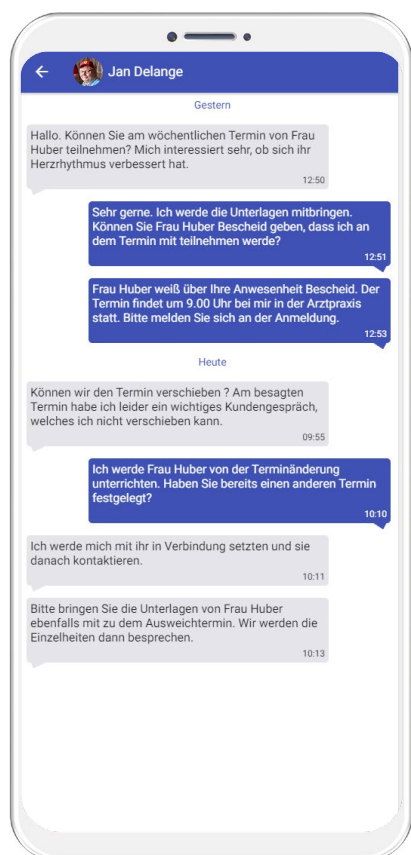 Jan Delange
Gestern
Hallo. Können Sie am wöchentlichen Termin von Frau
Huber teilnehmen? Mich interessiert sehr, ob sich ihr
Herzrhythmus verbessert hat.
12:50
Sehr gerne. Ich werde die Unterlagen mitbringen.
Können Sie Frau Huber Bescheid geben, dass ich an
dem Termin mit teilnehmen werde?
12:51
Frau Huber weiß über Ihre Anwesenheit Bescheid. Der
Termin findet um 9.00 Uhr bei mir in der Arztpraxis
statt. Bitte melden Sie sich an der Anmeldung.
12:53
Heute
Können wir den Termin verschieben ? Am besagten
Termin habe ich leider ein wichtiges Kundengespräch,
welches ich nicht verschieben kann.
09:55
Ich werde Frau Huber von der Terminänderung
unterrichten. Haben Sie bereits einen anderen Termin
festgelegt?
10:10
Ich werde mich mit ihr in Verbindung setzten und sie
danach kontaktieren.
10:11
Bitte bringen Sie die Unterlagen von Frau Huber
ebenfalls mit zu dem Ausweichtermin. Wir werden die
Einzelheiten dann besprechen.
10:13